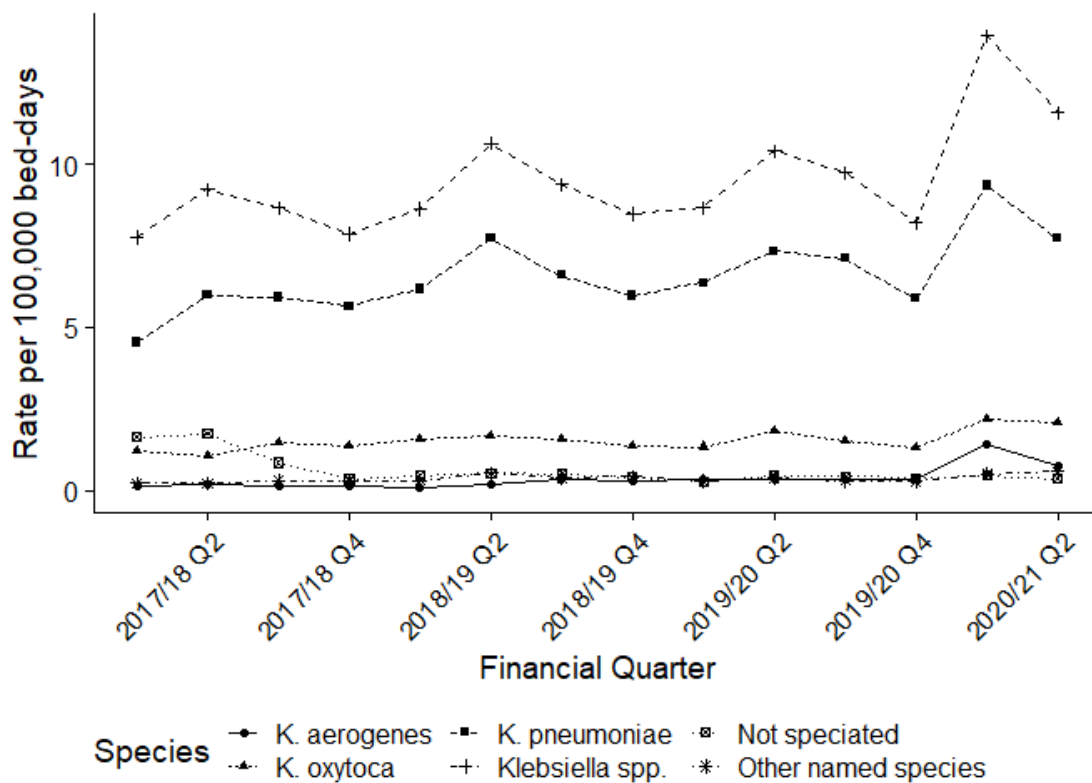 Rate per 100,000 bed-days
10
5
0
2017/18 Q2
2017/18 Q4
2018/19 Q2
2018/19 Q4
2019/20 Q2
2019/20 Q4
2020/21 Q2
Financial Quarter
Species
K. aerogenes
K. pneumoniae
Not speciated
K. oxytoca
Klebsiella spp.
Other named species